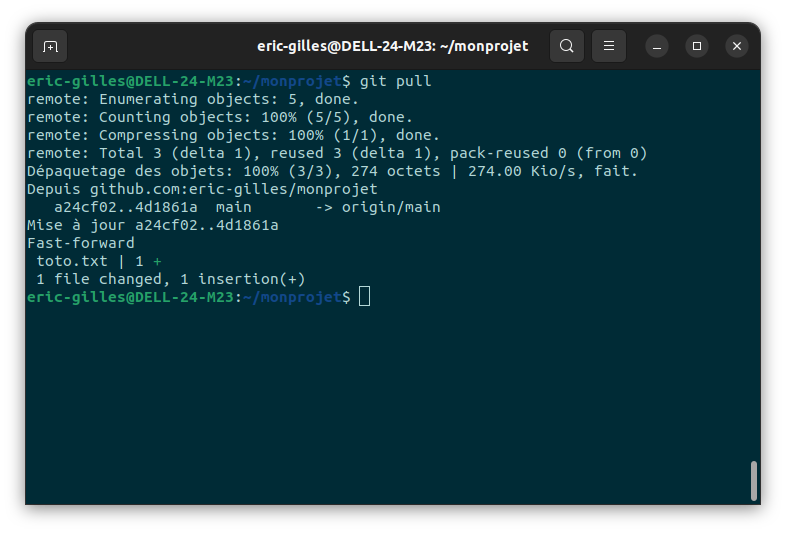 eric-gilles@DELL-24-M23: ~/monprojet
eric-gilles@DELL-24-M23:~/monprojet$ git pull
remote: Enumerating objects: 5, done.
remote: Counting objects: 100% (5/5), done.
remote: Compressing objects: 100% (1/1), done.
remote: Total 3 (delta 1), reused 3 (delta 1), pack-reused 0 (from 0)
Dépaquetage des objets: 100% (3/3), 274 octets | 274.00 Kio/s, fait.
Depuis github.com:eric-gilles/monprojet
   a24cf02..4d1861a  main       -> origin/main
Mise à jour a24cf02..4d1861a
Fast-forward
 toto.txt | 1 +
 1 file changed, 1 insertion(+)
eric-gilles@DELL-24-M23:~/monprojet$